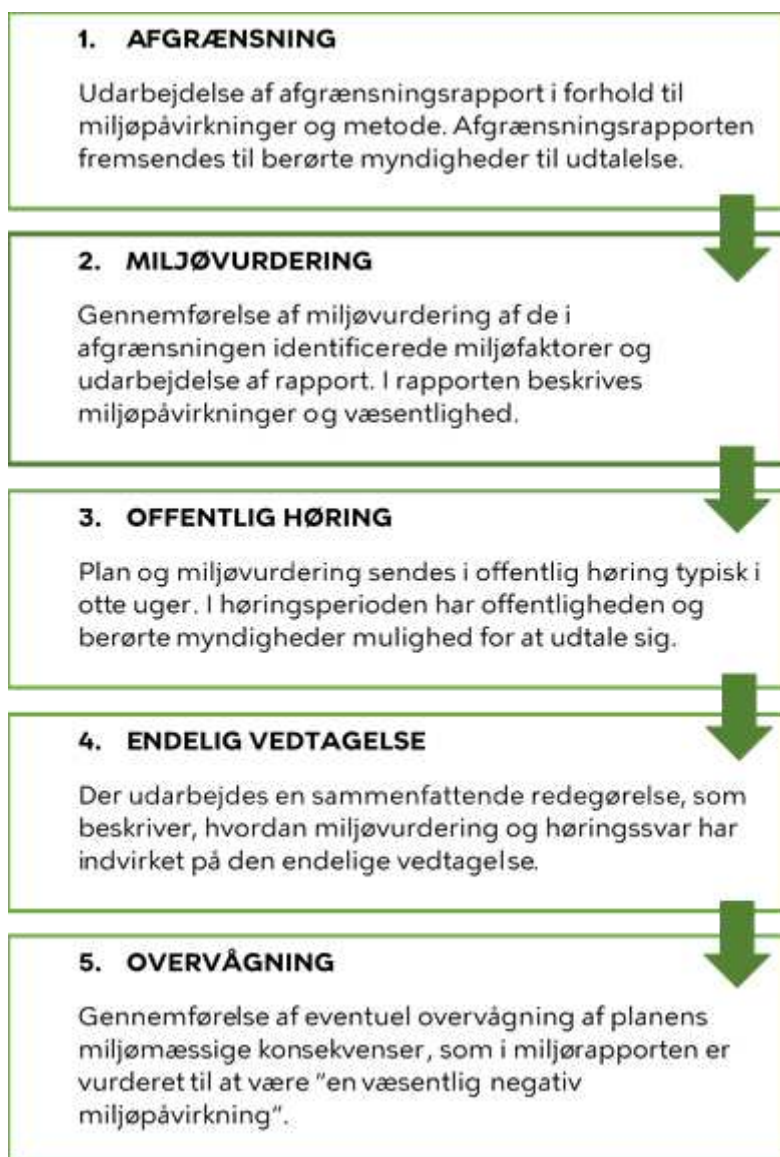 1. AFGRÆNSNING
Udarbejdelse af afgrænsningsrapport i forhold til
miljøpåvirkninger og metode. Afgrænsningsrapporten
fremsendes til berørte myndigheder til udtalelse.
2. MILJØVURDERING
Gennemførelse af miljøvurdering af de i
afgrænsningen identificerede miljøfaktorer og
udarbejdelse af rapport. I rapporten beskrives
miljøpåvirkninger og væsentlighed.
3. OFFENTLIG HØRING
Plan og miljøvurdering sendes i offentlig høring typisk i
otte uger. I høringsperioden har offentligheden og
berørte myndigheder mulighed for at udtale sig.
4. ENDELIG VEDTAGELSE
Der udarbejdes en sammenfattende redegørelse, som
beskriver, hvordan miljøvurdering og høringssvar har
indvirket på den endelige vedtagelse.
5. OVERVÅGNING
Gennemførelse af eventuel overvågning af planens
miljømæssige konsekvenser, som i miljørapporten er
vurderet til at være ”en væsentlig negativ
miljøpåvirkning”.